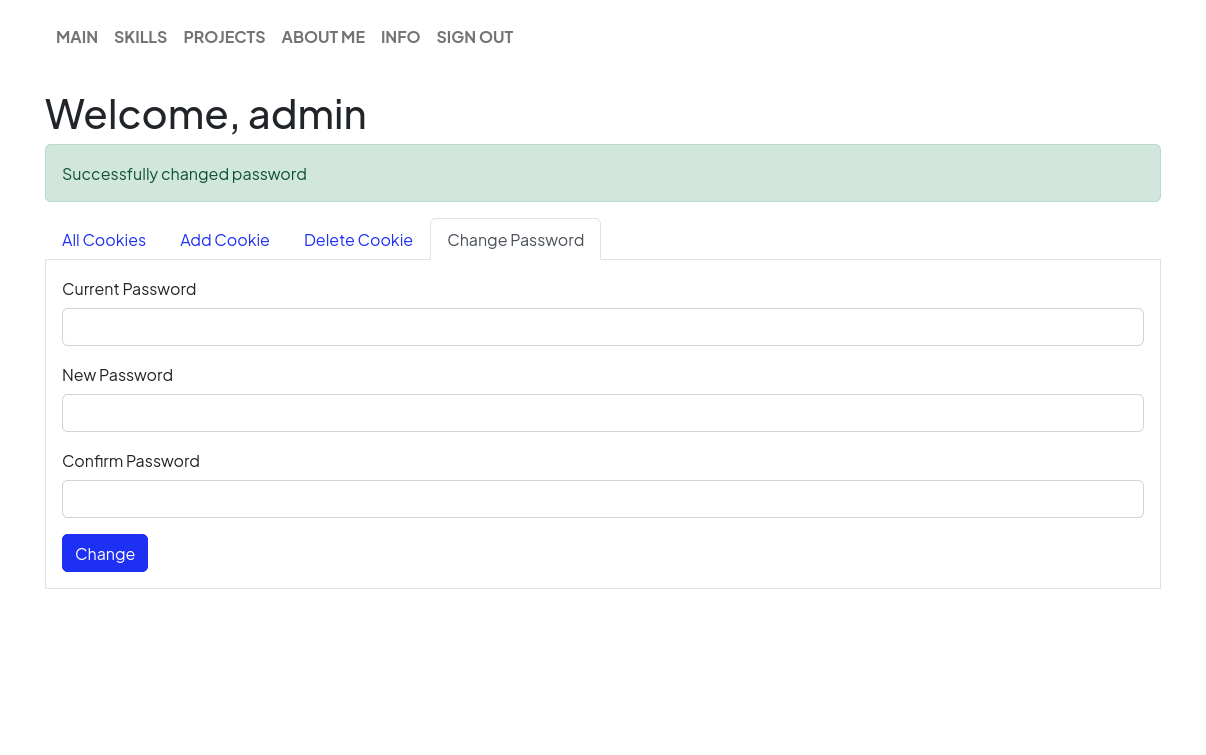 MAIN SKILLS PROJECTS ABOUT ME INFO SIGN OUT
Welcome, admin
Successfully changed password
All Cookies Add Cookie Delete Cookie Change Password
Current Password
New Password
Confirm Password
Change